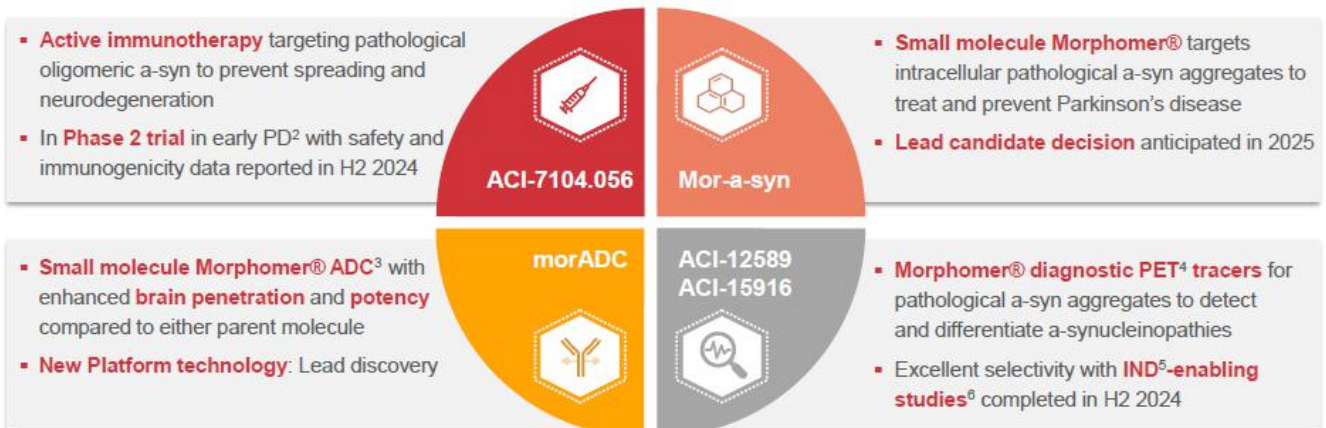 ▪ Active immunotherapy targeting pathological
oligomeric a-syn to prevent spreading and
neurodegeneration
▪ In Phase 2 trial in early PD² with safety and
immunogenicity data reported in H2 2024
ACI-7104.056
Mor-a-syn
▪ Small molecule Morphomer® targets
intracellular pathological a-syn aggregates to
treat and prevent Parkinson's disease
▪ Lead candidate decision anticipated in 2025
▪ Small molecule Morphomer® ADC³ with
enhanced brain penetration and potency
compared to either parent molecule
▪ New Platform technology: Lead discovery
morADC
ACI-12589
ACI-15916
▪ Morphomer® diagnostic PET⁴ tracers for
pathological a-syn aggregates to detect
and differentiate a-synucleinopathies
▪ Excellent selectivity with IND⁵-enabling
studies⁶ completed in H2 2024